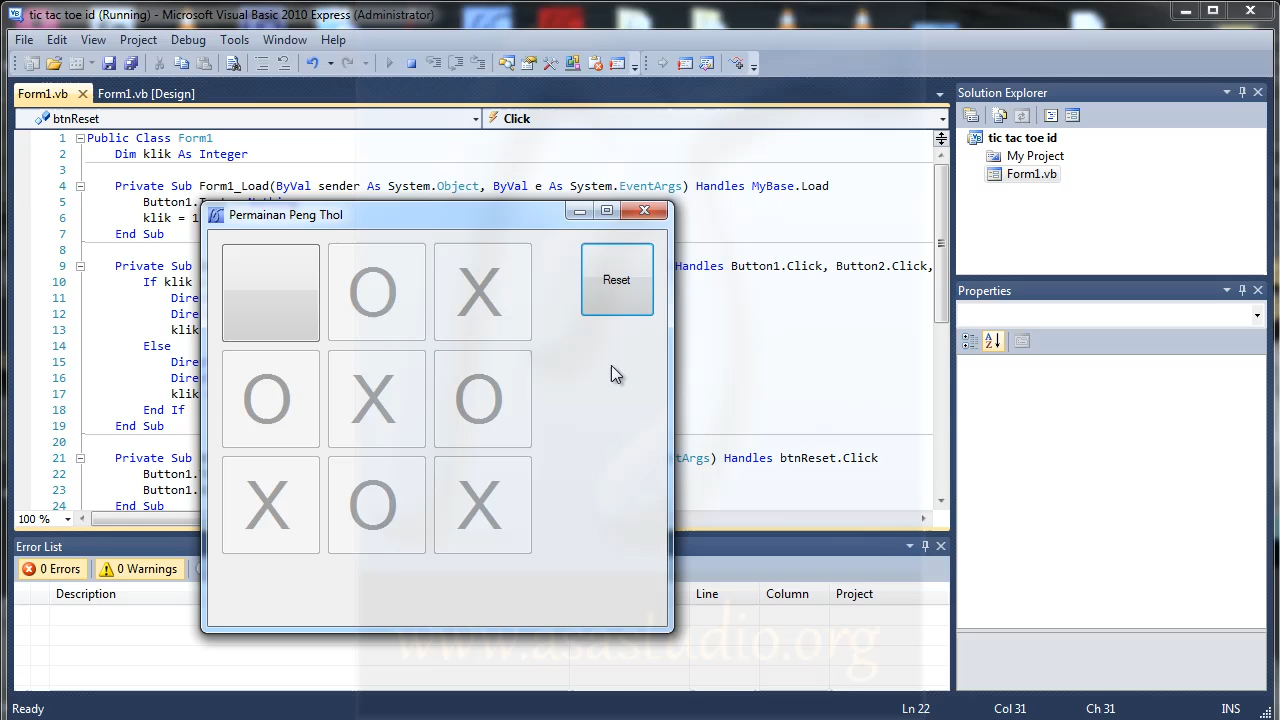 tic tac toe id (Running) - Microsoft Visual Basic 2010 Express (Administrator)
File Edit View Project Debug Tools Window Help
Form1.vb Form1.vb [Design]
btnReset Click
1 Public Class Form1
2 Dim klik As Integer
3
4 Private Sub Form1_Load(ByVal sender As System.Object, ByVal e As System.EventArgs) Handles MyBase.Load
5 Button1.
6 klik = 1
7 End Sub
8
9 Private Sub Handles Button1.Click, Button2.Click,
10 If klik
11 Dire
12 Dire
13 klik
14 Else
15 Dire
16 Dire
17 klik
18 End If
19 End Sub
20
21 Private Sub Args) Handles btnReset.Click
22 Button1.
23 Button1.
24 End Sub
100 %
Permainan Peng Thol
O X
Reset
O X O
X O X
Solution Explorer
tic tac toe id
My Project
Form1.vb
Properties
Error List
0 Errors 0 Warnings
Description Line Column Project
www.asastudio.org
Ready Ln 22 Col 31 Ch 31 INS